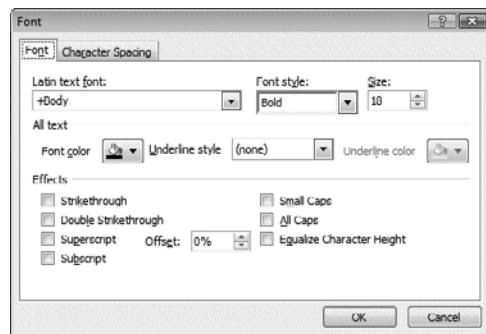 Font
Font Character Spacing
Latin text font: Font style: Size:
+Body Bold 10
All text
Font color Underline style (none) Underline color
Effects
Strikethrough Small Caps
Double Strikethrough All Caps
Superscript Offset: 0% Equalize Character Height
Subscript
OK Cancel